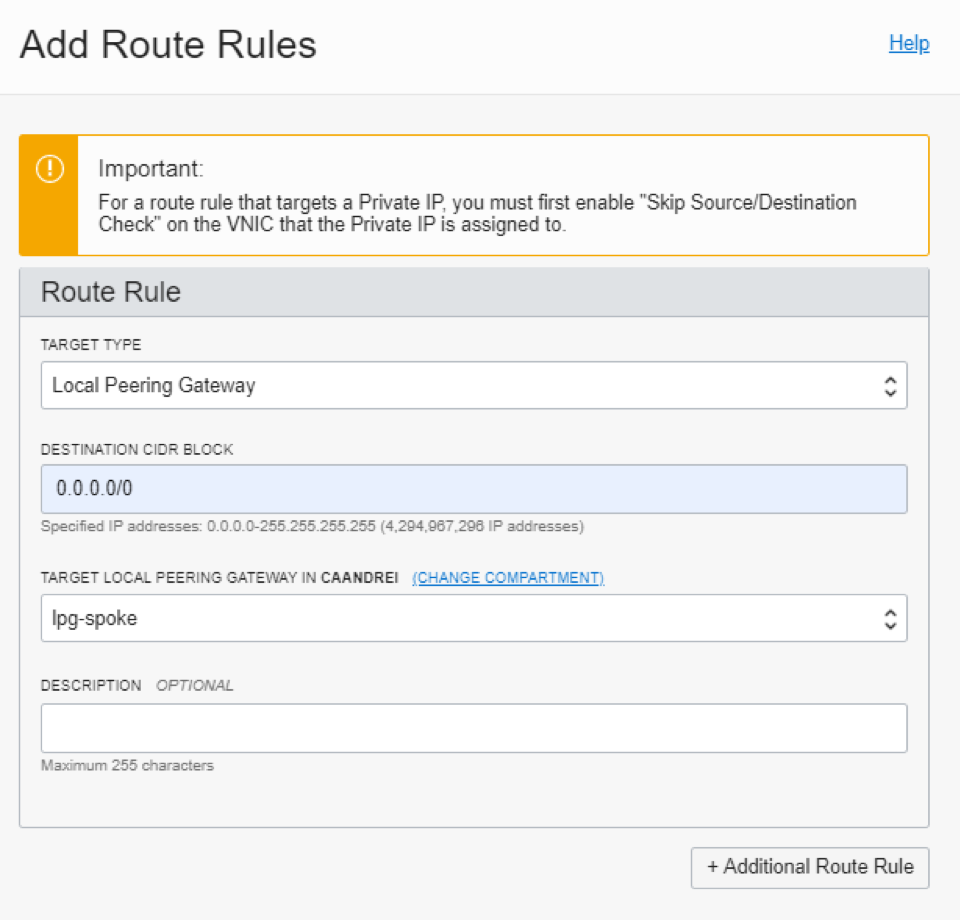 Add Route Rules
Help
Important:
For a route rule that targets a Private IP, you must first enable "Skip Source/Destination
Check" on the VNIC that the Private IP is assigned to.
Route Rule
TARGET TYPE
Local Peering Gateway
DESTINATION CIDR BLOCK
0.0.0.0/0
Specified IP addresses: 0.0.0.0-255.255.255.255 (4,294,967,296 IP addresses)
TARGET LOCAL PEERING GATEWAY IN CAANDREI (CHANGE COMPARTMENT)
lpg-spoke
DESCRIPTION OPTIONAL
Maximum 255 characters
+ Additional Route Rule